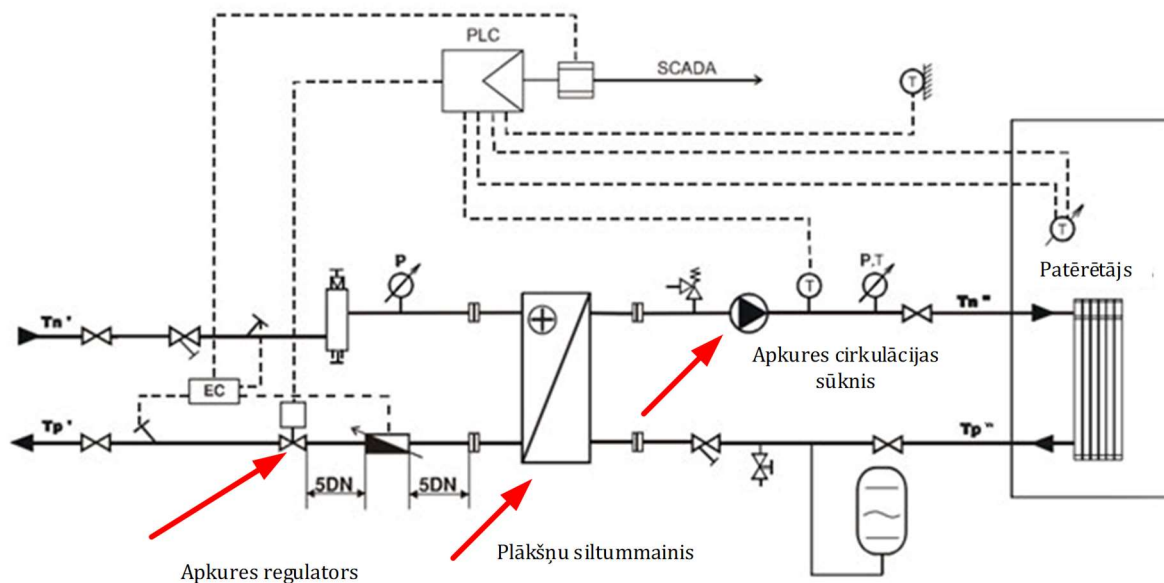 PLC
SCADA
T
T
Patērētājs
P
T
P.T
Tn '
Tn "
Apkures cirkulācijas
sūknis
EC
Tp '
Tp "
5DN
5DN
Plākšņu siltummainis
Apkures regulators